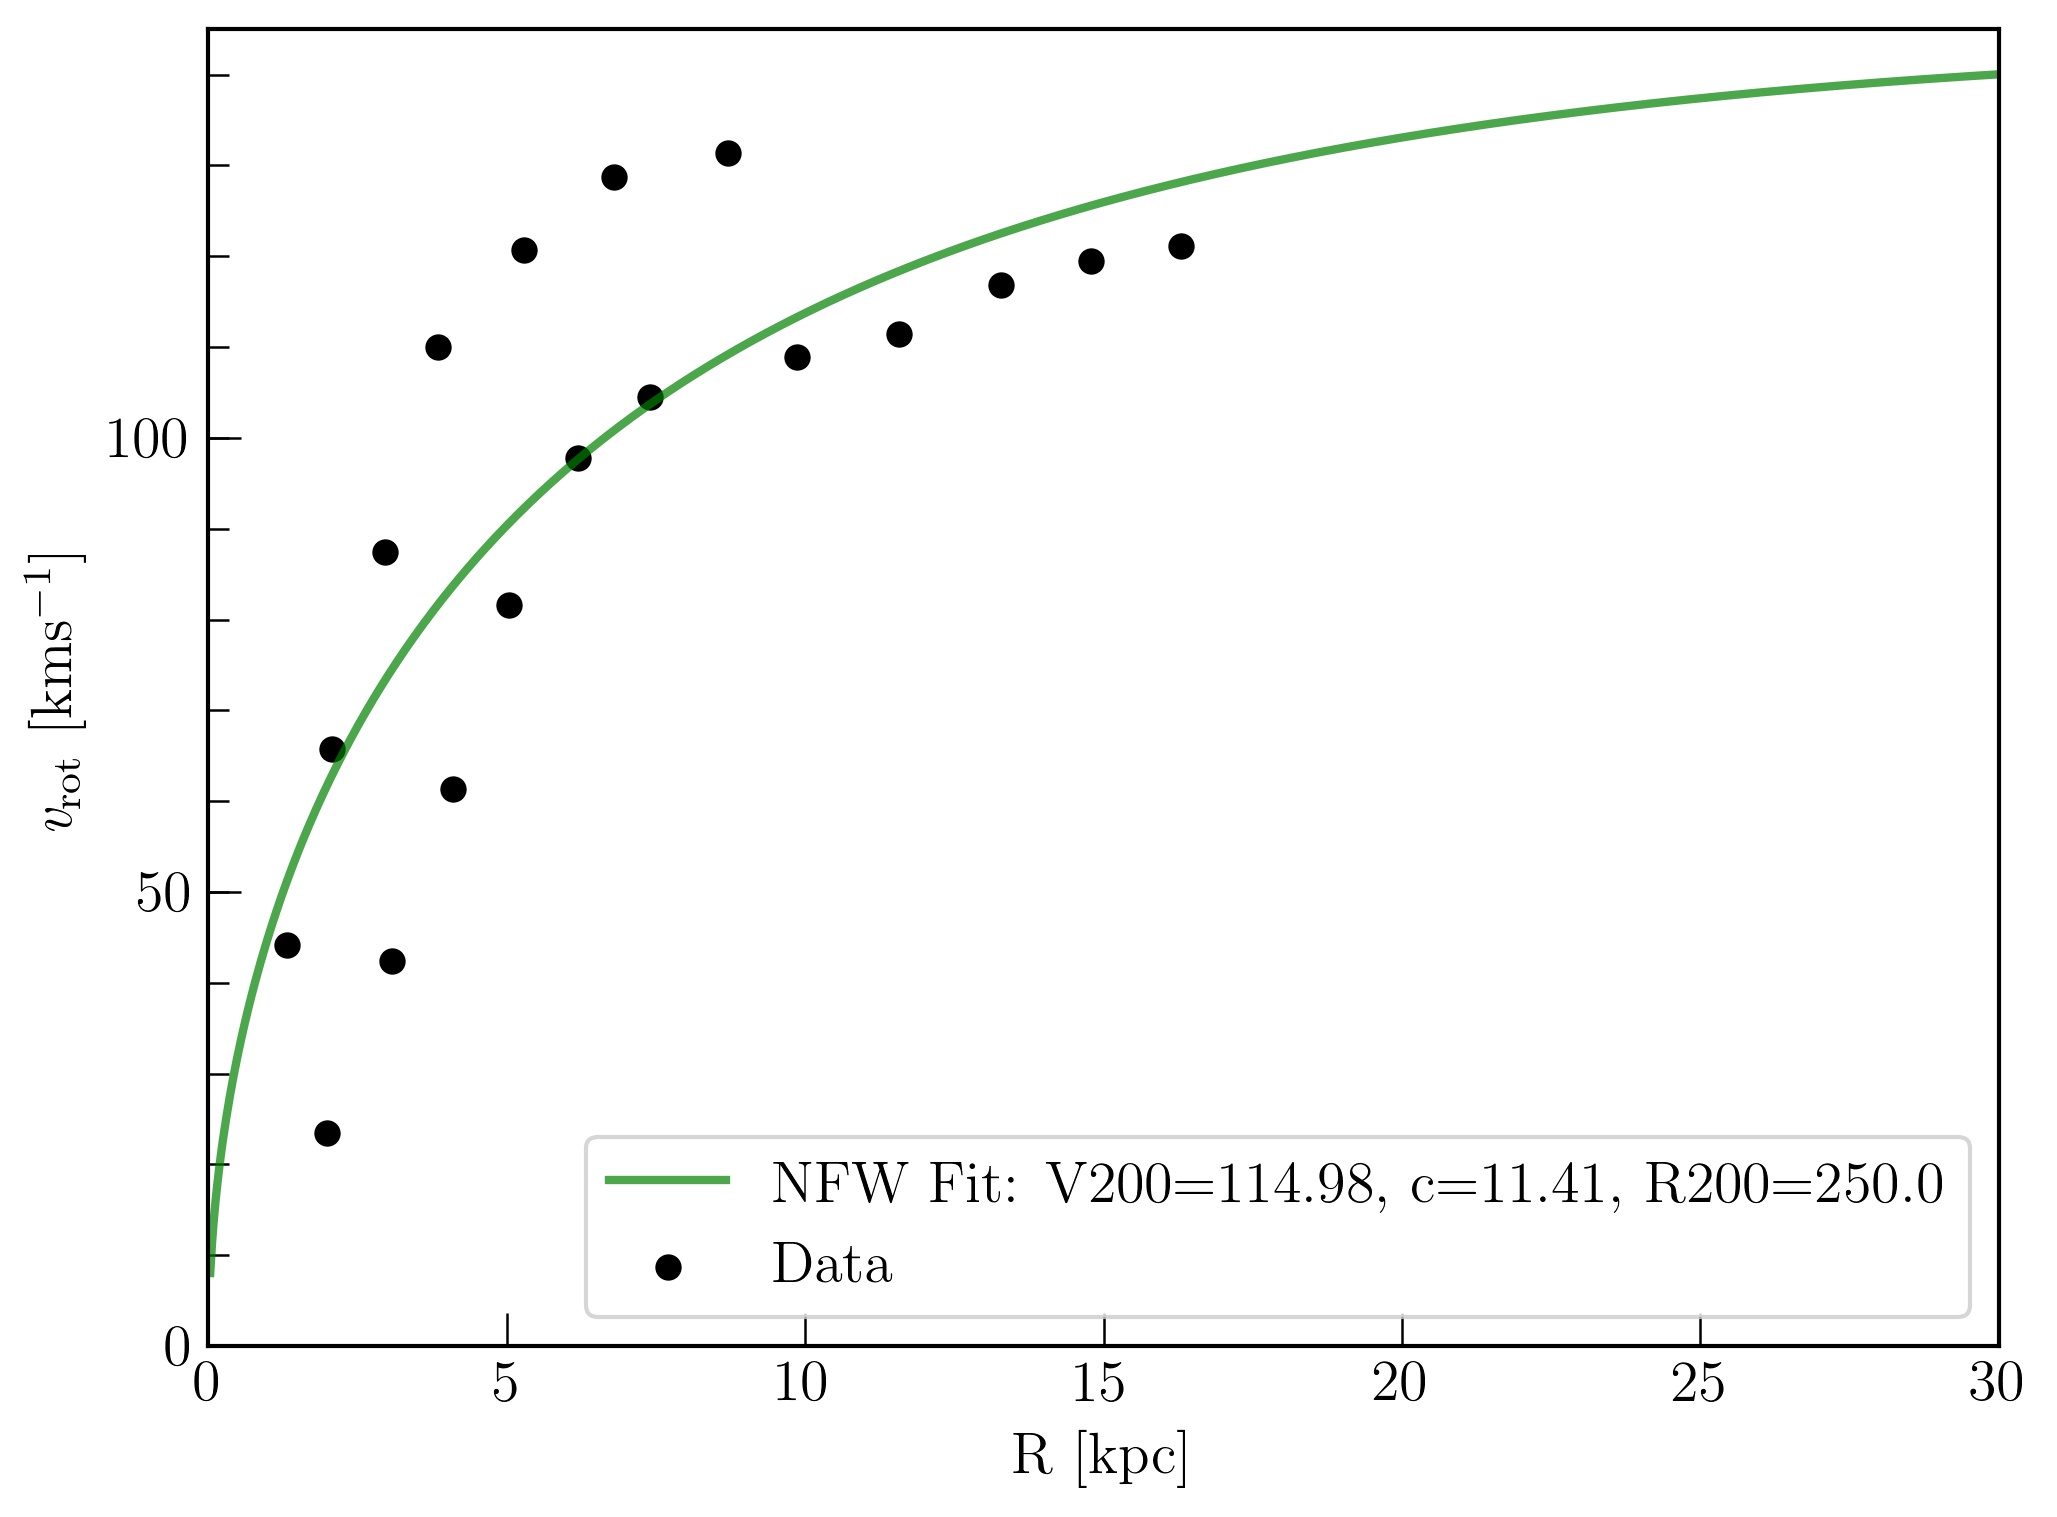 100
50
0
v_rot [kms^−1]
0 5 10 15 20 25 30
R [kpc]
NFW Fit: V200=114.98, c=11.41, R200=250.0
Data